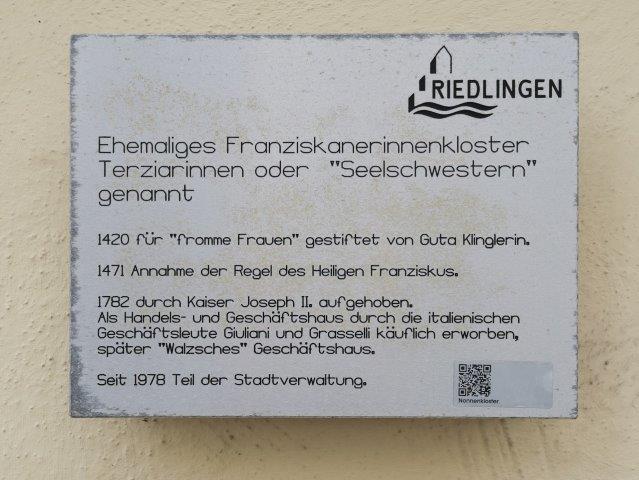 RIEDLINGEN
Ehemaliges Franziskanerinnenkloster
Terziarinnen oder "Seelschwestern"
genannt
1420 für "fromme Frauen" gestiftet von Guta Klinglerin.
1471 Annahme der Regel des Heiligen Franziskus.
1782 durch Kaiser Joseph II. aufgehoben.
Als Handels- und Geschäftshaus durch die italienischen
Geschäftsleute Giuliani und Grasselli käuflich erworben,
später "Walzsches" Geschäftshaus.
Seit 1978 Teil der Stadtverwaltung.
Nonnenkloster